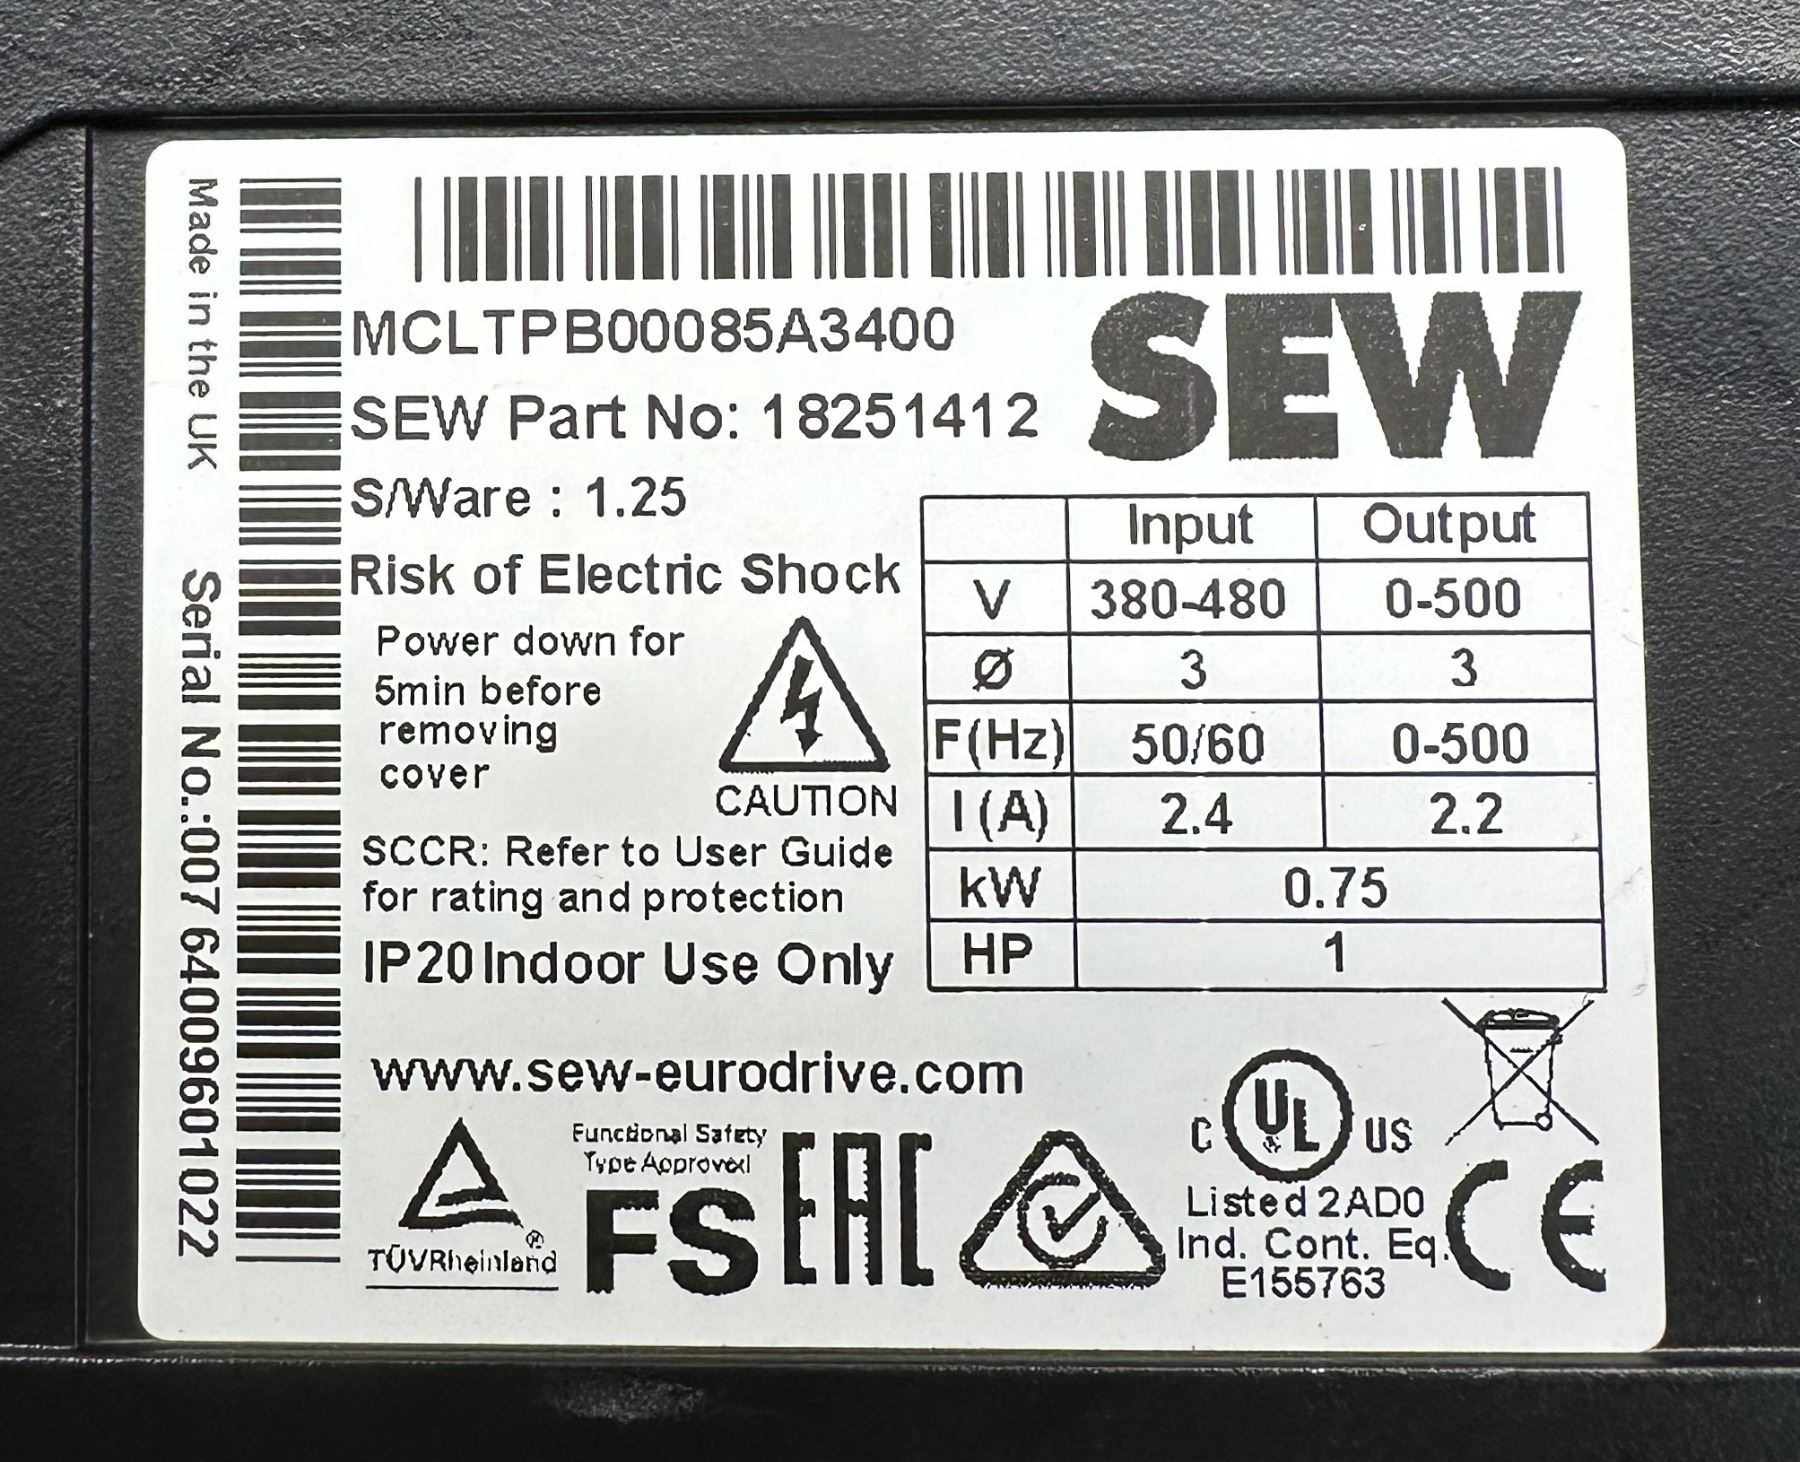 Made in the UK
Serial No.:007 64009601022
MCLTPB00085A3400
SEW
SEW Part No: 18251412
S/Ware : 1.25
Risk of Electric Shock
Power down for
5min before
removing
cover
CAUTION
SCCR: Refer to User Guide
for rating and protection
IP20 Indoor Use Only
Input Output
V 380-480 0-500
Ø 3 3
F(Hz) 50/60 0-500
I (A) 2.4 2.2
kW 0.75
HP 1
www.sew-eurodrive.com
TÜVRheinland ®
Functional Safety
Type Approved
FS
EAC
C UL US
Listed 2AD0
Ind. Cont. Eq.
E155763
CE